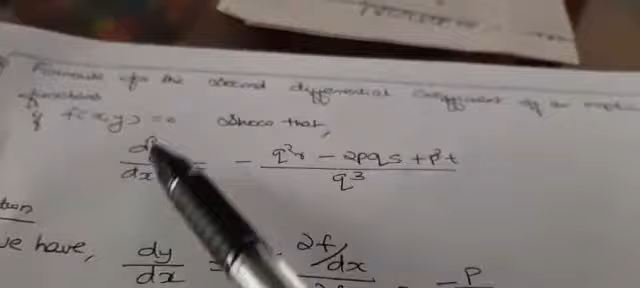 Formula for the second differential coefficient of an
function
if f(x,y) = 0 Show that,
d
dx - q²r - 2pqs + p²t
q³
we have, dy/dx = ∂f/dx = -p